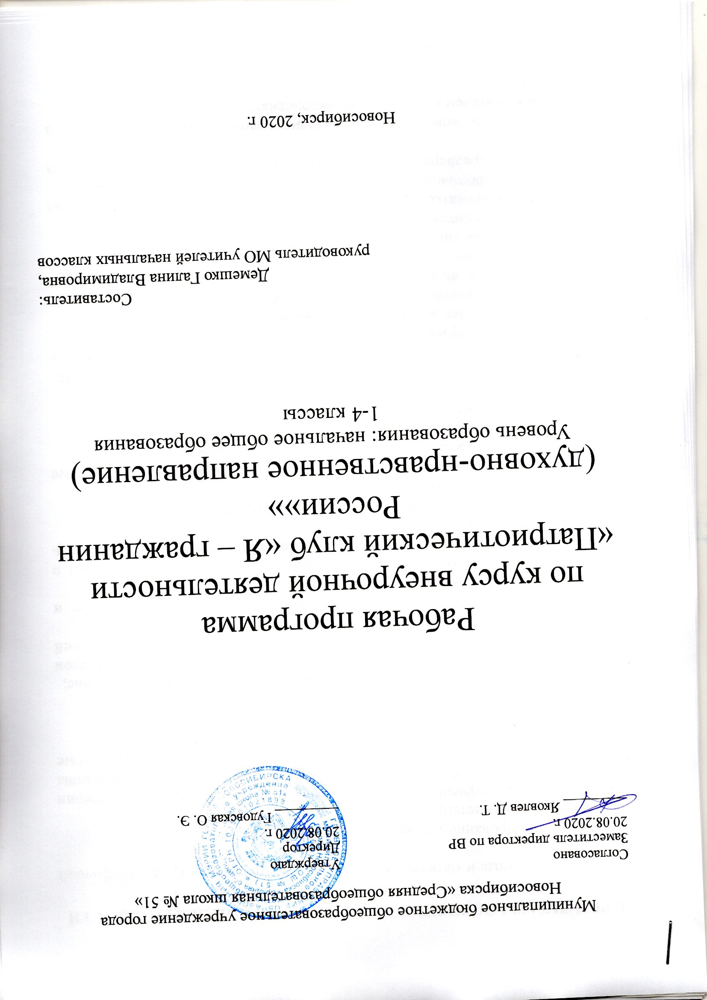 Муниципальное бюджетное общеобразовательное учреждение города
Новосибирска «Средняя общеобразовательная школа № 51»
Согласовано
Заместитель директора по ВР
20.08.2020 г.
Яковлев Д. Т.
Утверждаю
Директор
20.08.2020 г.
Гудовская О. Э.
Рабочая программа
по курсу внеурочной деятельности
«Патриотический клуб «Я – гражданин
России»»
(духовно-нравственное направление)
Уровень образования: начальное общее образования
1-4 классы
Составитель:
Демешко Галина Владимировна,
руководитель МО учителей начальных классов
Новосибирск, 2020 г.